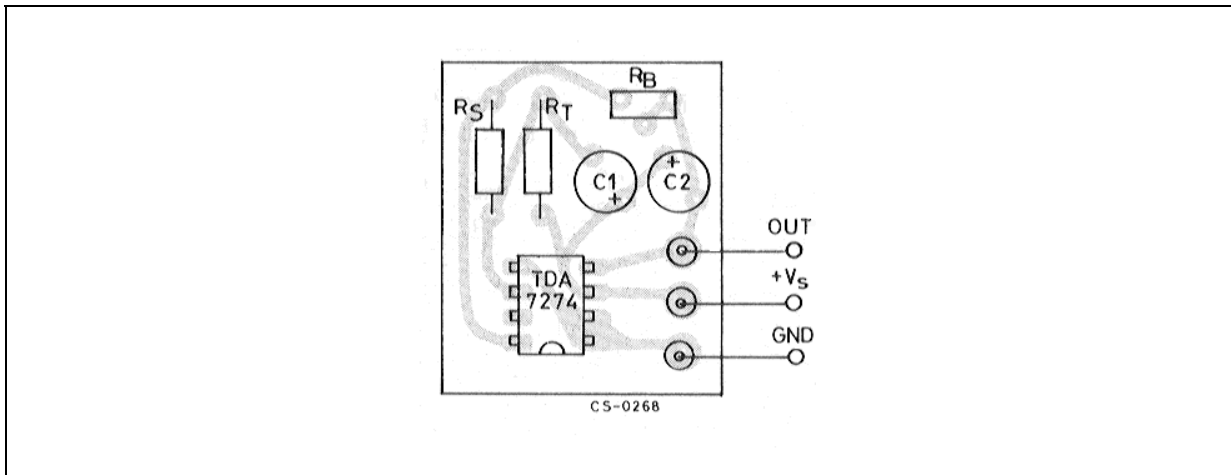 RB
RS
RT
+
C1
+
C2
OUT
TDA
7274
+Vs
GND
CS-0268